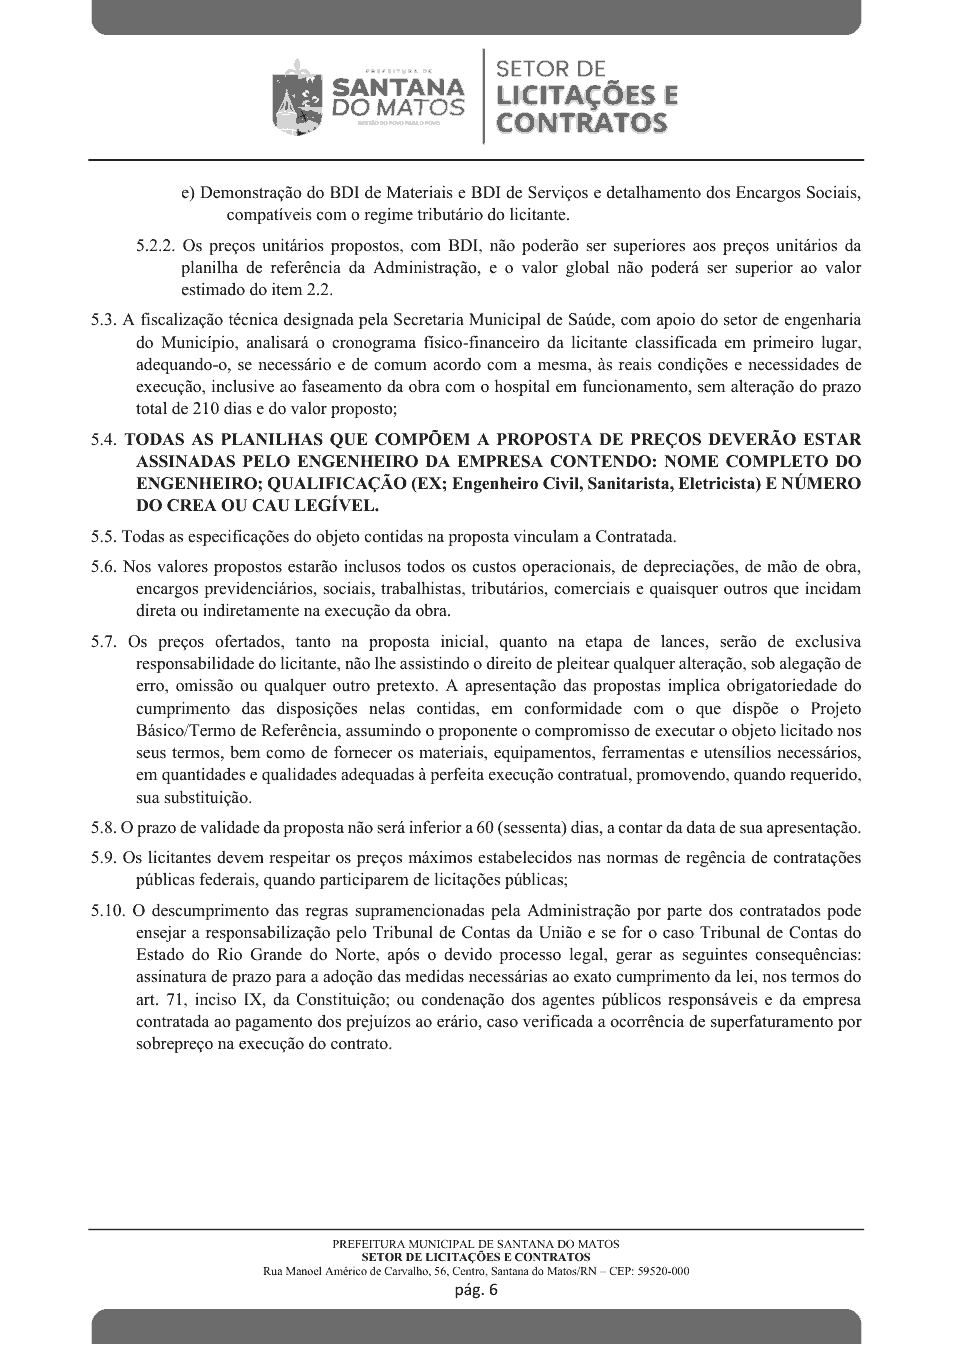 PREFEITURA DE
SANTANA
DO MATOS
GESTÃO DO POVO PARA O POVO
SETOR DE
LICITAÇÕES E
CONTRATOS
e) Demonstração do BDI de Materiais e BDI de Serviços e detalhamento dos Encargos Sociais,
compatíveis com o regime tributário do licitante.
5.2.2. Os preços unitários propostos, com BDI, não poderão ser superiores aos preços unitários da
planilha de referência da Administração, e o valor global não poderá ser superior ao valor
estimado do item 2.2.
5.3. A fiscalização técnica designada pela Secretaria Municipal de Saúde, com apoio do setor de engenharia
do Município, analisará o cronograma físico-financeiro da licitante classificada em primeiro lugar,
adequando-o, se necessário e de comum acordo com a mesma, às reais condições e necessidades de
execução, inclusive ao faseamento da obra com o hospital em funcionamento, sem alteração do prazo
total de 210 dias e do valor proposto;
5.4. TODAS AS PLANILHAS QUE COMPÕEM A PROPOSTA DE PREÇOS DEVERÃO ESTAR
ASSINADAS PELO ENGENHEIRO DA EMPRESA CONTENDO: NOME COMPLETO DO
ENGENHEIRO; QUALIFICAÇÃO (EX; Engenheiro Civil, Sanitarista, Eletricista) E NÚMERO
DO CREA OU CAU LEGÍVEL.
5.5. Todas as especificações do objeto contidas na proposta vinculam a Contratada.
5.6. Nos valores propostos estarão inclusos todos os custos operacionais, de depreciações, de mão de obra,
encargos previdenciários, sociais, trabalhistas, tributários, comerciais e quaisquer outros que incidam
direta ou indiretamente na execução da obra.
5.7. Os preços ofertados, tanto na proposta inicial, quanto na etapa de lances, serão de exclusiva
responsabilidade do licitante, não lhe assistindo o direito de pleitear qualquer alteração, sob alegação de
erro, omissão ou qualquer outro pretexto. A apresentação das propostas implica obrigatoriedade do
cumprimento das disposições nelas contidas, em conformidade com o que dispõe o Projeto
Básico/Termo de Referência, assumindo o proponente o compromisso de executar o objeto licitado nos
seus termos, bem como de fornecer os materiais, equipamentos, ferramentas e utensílios necessários,
em quantidades e qualidades adequadas à perfeita execução contratual, promovendo, quando requerido,
sua substituição.
5.8. O prazo de validade da proposta não será inferior a 60 (sessenta) dias, a contar da data de sua apresentação.
5.9. Os licitantes devem respeitar os preços máximos estabelecidos nas normas de regência de contratações
públicas federais, quando participarem de licitações públicas;
5.10. O descumprimento das regras supramencionadas pela Administração por parte dos contratados pode
ensejar a responsabilização pelo Tribunal de Contas da União e se for o caso Tribunal de Contas do
Estado do Rio Grande do Norte, após o devido processo legal, gerar as seguintes consequências:
assinatura de prazo para a adoção das medidas necessárias ao exato cumprimento da lei, nos termos do
art. 71, inciso IX, da Constituição; ou condenação dos agentes públicos responsáveis e da empresa
contratada ao pagamento dos prejuízos ao erário, caso verificada a ocorrência de superfaturamento por
sobrepreço na execução do contrato.
PREFEITURA MUNICIPAL DE SANTANA DO MATOS
SETOR DE LICITAÇÕES E CONTRATOS
Rua Manoel Américo de Carvalho, 56, Centro, Santana do Matos/RN – CEP: 59520-000
pág. 6